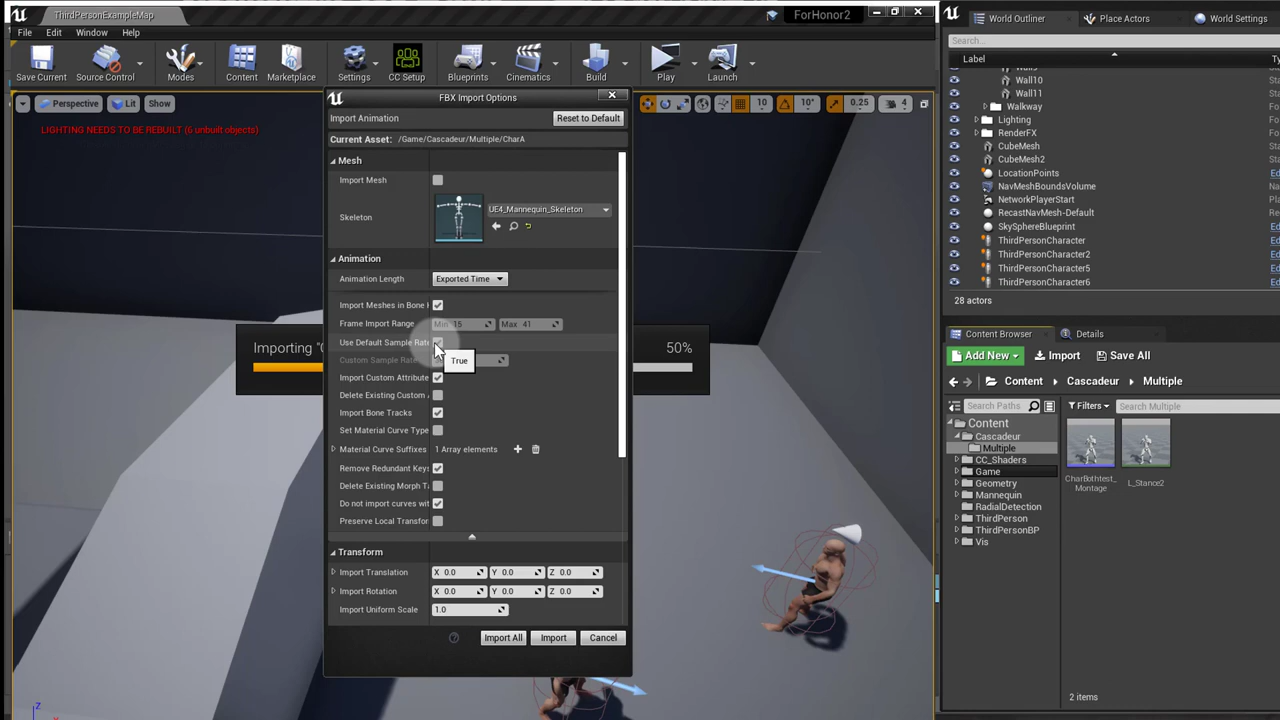 ThirdPersonExampleMap
ForHonor2
File Edit Window Help
Save Current
Source Control
Modes
Content
Marketplace
Settings
CC Setup
Blueprints
Cinematics
Build
Play
Launch
Perspective
Lit
Show
10
10°
0.25
4
LIGHTING NEEDS TO BE REBUILT (6 unbuilt objects)
Importing "C
50%
FBX Import Options
Import Animation
Reset to Default
Current Asset: /Game/Cascadeur/Multiple/CharA
Mesh
Import Mesh
Skeleton
UE4_Mannequin_Skeleton
Animation
Animation Length
Exported Time
Import Meshes in Bone
Frame Import Range
Min 15
Max 41
Use Default Sample Rate
True
Custom Sample Rate
Import Custom Attribute
Delete Existing Custom
Import Bone Tracks
Set Material Curve Type
Material Curve Suffixes
1 Array elements
Remove Redundant Keys
Delete Existing Morph T
Do not import curves wit
Preserve Local Transfor
Transform
Import Translation
X 0.0
Y 0.0
Z 0.0
Import Rotation
X 0.0
Y 0.0
Z 0.0
Import Uniform Scale
1.0
Import All
Import
Cancel
Z
World Outliner
Place Actors
World Settings
Search...
Label
Ty
Wall9
Wall10
Wall11
Walkway
Lighting
RenderFX
CubeMesh
CubeMesh2
LocationPoints
NavMeshBoundsVolume
NetworkPlayerStart
RecastNavMesh-Default
SkySphereBlueprint
ThirdPersonCharacter
ThirdPersonCharacter2
ThirdPersonCharacter5
ThirdPersonCharacter6
28 actors
Content Browser
Details
Add New
Import
Save All
Content
Cascadeur
Multiple
Search Paths
Filters
Search Multiple
Content
Cascadeur
Multiple
CC_Shaders
Game
Geometry
Mannequin
RadialDetection
ThirdPerson
ThirdPersonBP
Vis
CharBothtest_
Montage
L_Stance2
2 items